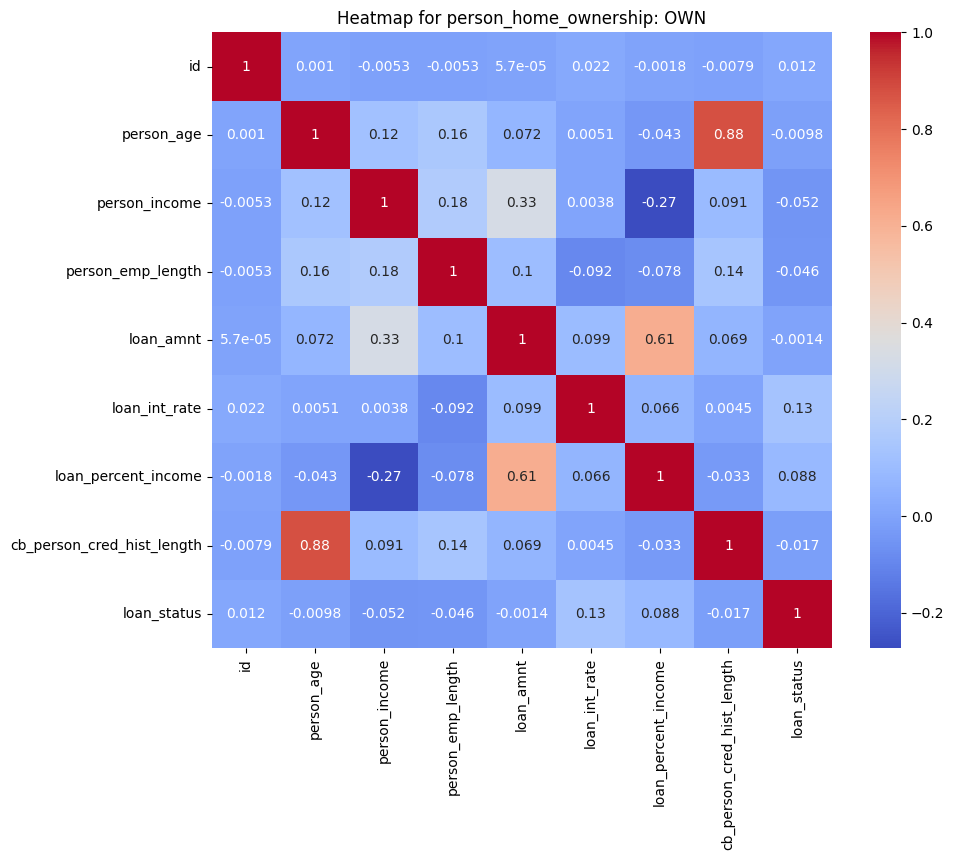 Heatmap for person_home_ownership: OWN
id 1 0.001 -0.0053 -0.0053 5.7e-05 0.022 -0.0018 -0.0079 0.012
person_age 0.001 1 0.12 0.16 0.072 0.0051 -0.043 0.88 -0.0098
person_income -0.0053 0.12 1 0.18 0.33 0.0038 -0.27 0.091 -0.052
person_emp_length -0.0053 0.16 0.18 1 0.1 -0.092 -0.078 0.14 -0.046
loan_amnt 5.7e-05 0.072 0.33 0.1 1 0.099 0.61 0.069 -0.0014
loan_int_rate 0.022 0.0051 0.0038 -0.092 0.099 1 0.066 0.0045 0.13
loan_percent_income -0.0018 -0.043 -0.27 -0.078 0.61 0.066 1 -0.033 0.088
cb_person_cred_hist_length -0.0079 0.88 0.091 0.14 0.069 0.0045 -0.033 1 -0.017
loan_status 0.012 -0.0098 -0.052 -0.046 -0.0014 0.13 0.088 -0.017 1
id
person_age
person_income
person_emp_length
loan_amnt
loan_int_rate
loan_percent_income
cb_person_cred_hist_length
loan_status
1.0
0.8
0.6
0.4
0.2
0.0
−0.2